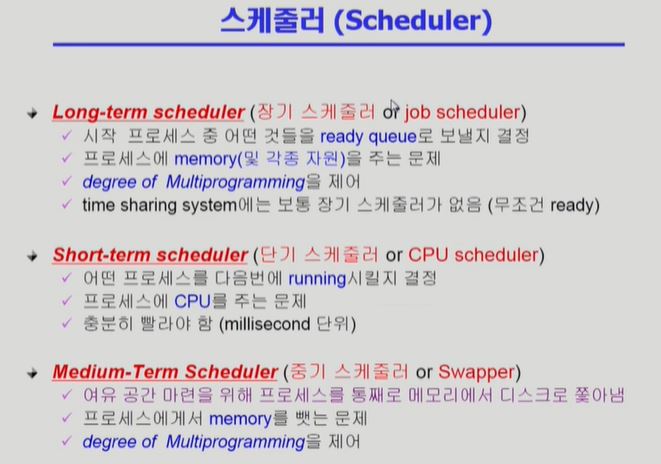 스케줄러 (Scheduler)
Long-term scheduler (장기 스케줄러 or job scheduler)
시작 프로세스 중 어떤 것들을 ready queue로 보낼지 결정
프로세스에 memory(및 각종 자원)을 주는 문제
degree of Multiprogramming을 제어
time sharing system에는 보통 장기 스케줄러가 없음 (무조건 ready)
Short-term scheduler (단기 스케줄러 or CPU scheduler)
어떤 프로세스를 다음번에 running시킬지 결정
프로세스에 CPU를 주는 문제
충분히 빨라야 함 (millisecond 단위)
Medium-Term Scheduler (중기 스케줄러 or Swapper)
여유 공간 마련을 위해 프로세스를 통째로 메모리에서 디스크로 쫓아냄
프로세스에게서 memory를 뺏는 문제
degree of Multiprogramming을 제어